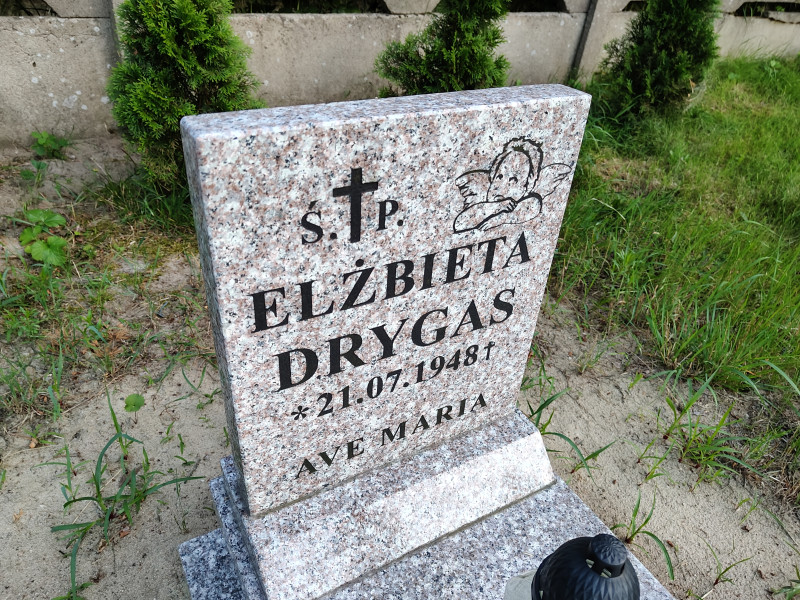 Ś. P.
ELŻBIETA
DRYGAS
*21.07.1948†
AVE MARIA